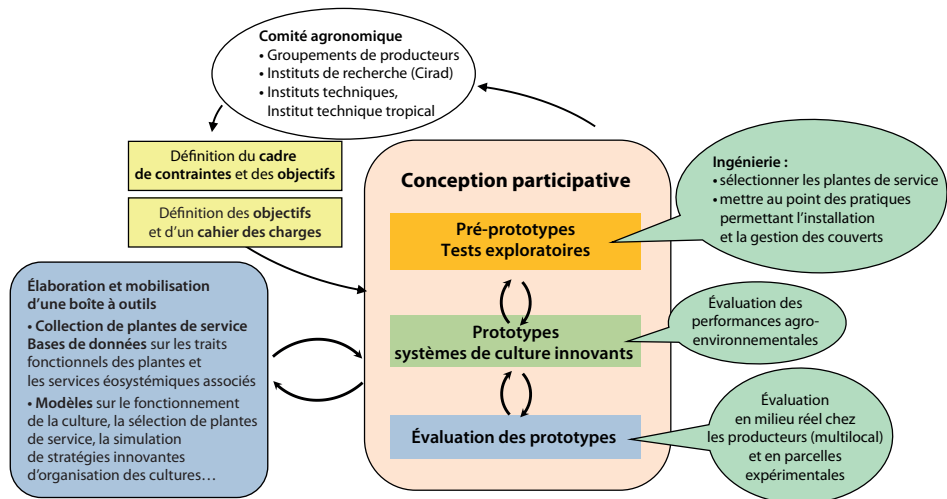 Comité agronomique
• Groupements de producteurs
• Instituts de recherche (Cirad)
• Instituts techniques,
Institut technique tropical
Définition du cadre
de contraintes et des objectifs
Définition des objectifs
et d'un cahier des charges
Élaboration et mobilisation
d'une boîte à outils
• Collection de plantes de service
Bases de données sur les traits
fonctionnels des plantes et
les services éosystémiques associés
• Modèles sur le fonctionnement
de la culture, la sélection de plantes
de service, la simulation
de stratégies innovantes
d'organisation des cultures…
Conception participative
Pré-prototypes
Tests exploratoires
Prototypes
systèmes de culture innovants
Évaluation des prototypes
Ingénierie :
• sélectionner les plantes de service
• mettre au point des pratiques
permettant l'installation
et la gestion des couverts
Évaluation des
performances agro-
environnementales
Évaluation
en milieu réel chez
les producteurs (multilocal)
et en parcelles
expérimentales